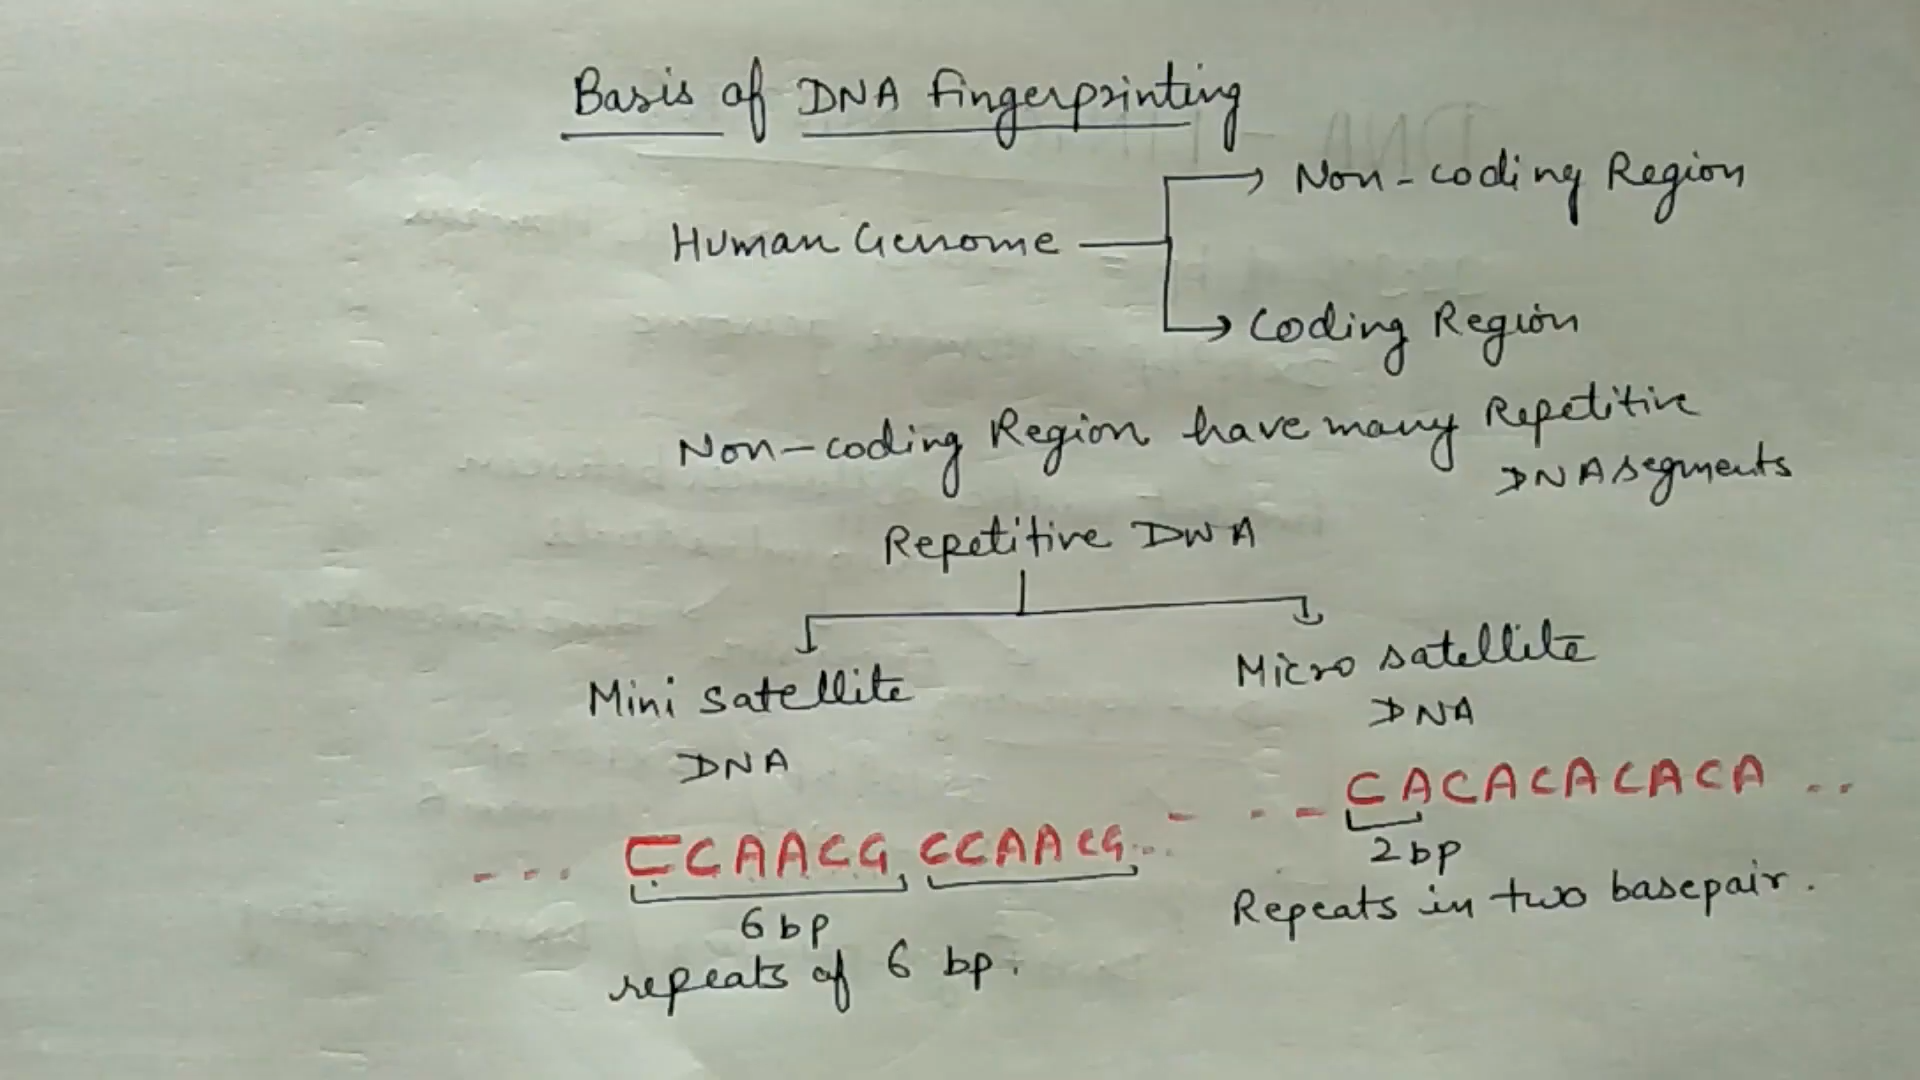 Basis of DNA fingerprinting
Non-coding Region
Human Genome
Coding Region
Non-coding Region have many Repetitive
DNA segments
Repetitive DNA
Mini satellite
DNA
Micro satellite
DNA
--- CCAACG CCAACG...
- - -- CACACACACA ..
6 bp
repeats of 6 bp.
2bp
Repeats in two basepair.